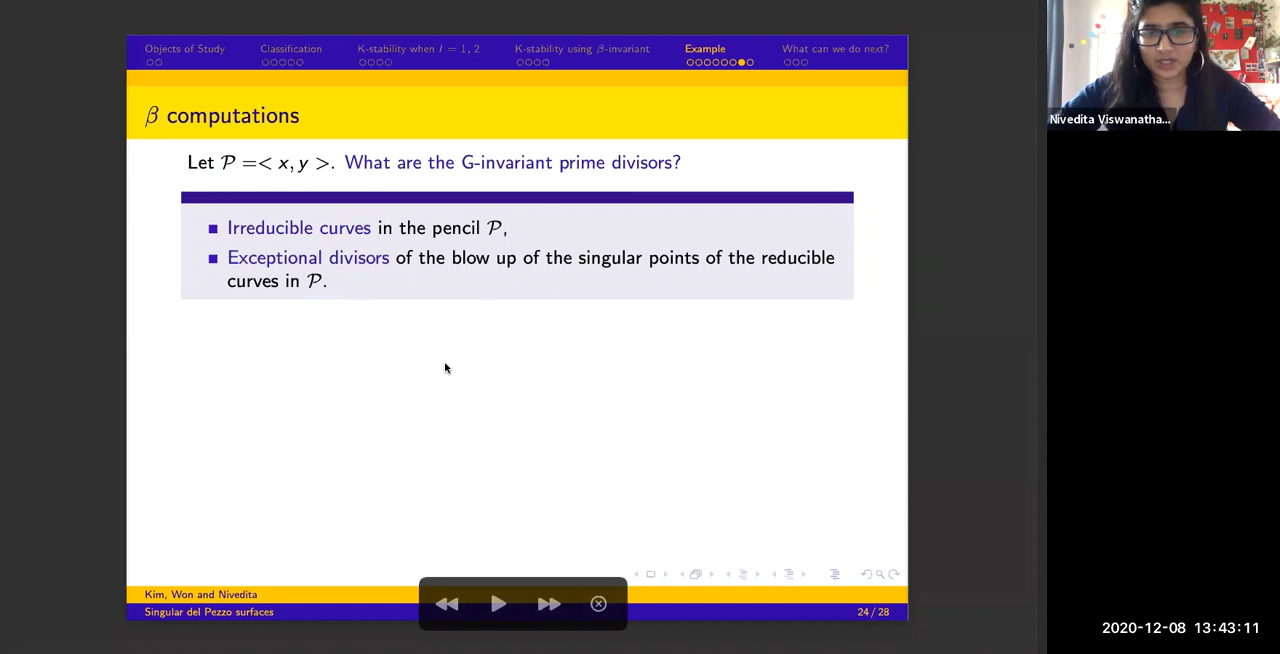 Objects of Study Classification K-stability when I = 1, 2 K-stability using β-invariant Example What can we do next?
β computations
Let P =< x, y >. What are the G-invariant prime divisors?
Irreducible curves in the pencil P,
Exceptional divisors of the blow up of the singular points of the reducible
curves in P.
Kim, Won and Nivedita
Singular del Pezzo surfaces 24 / 28
Nivedita Viswanatha...
2020-12-08 13:43:11